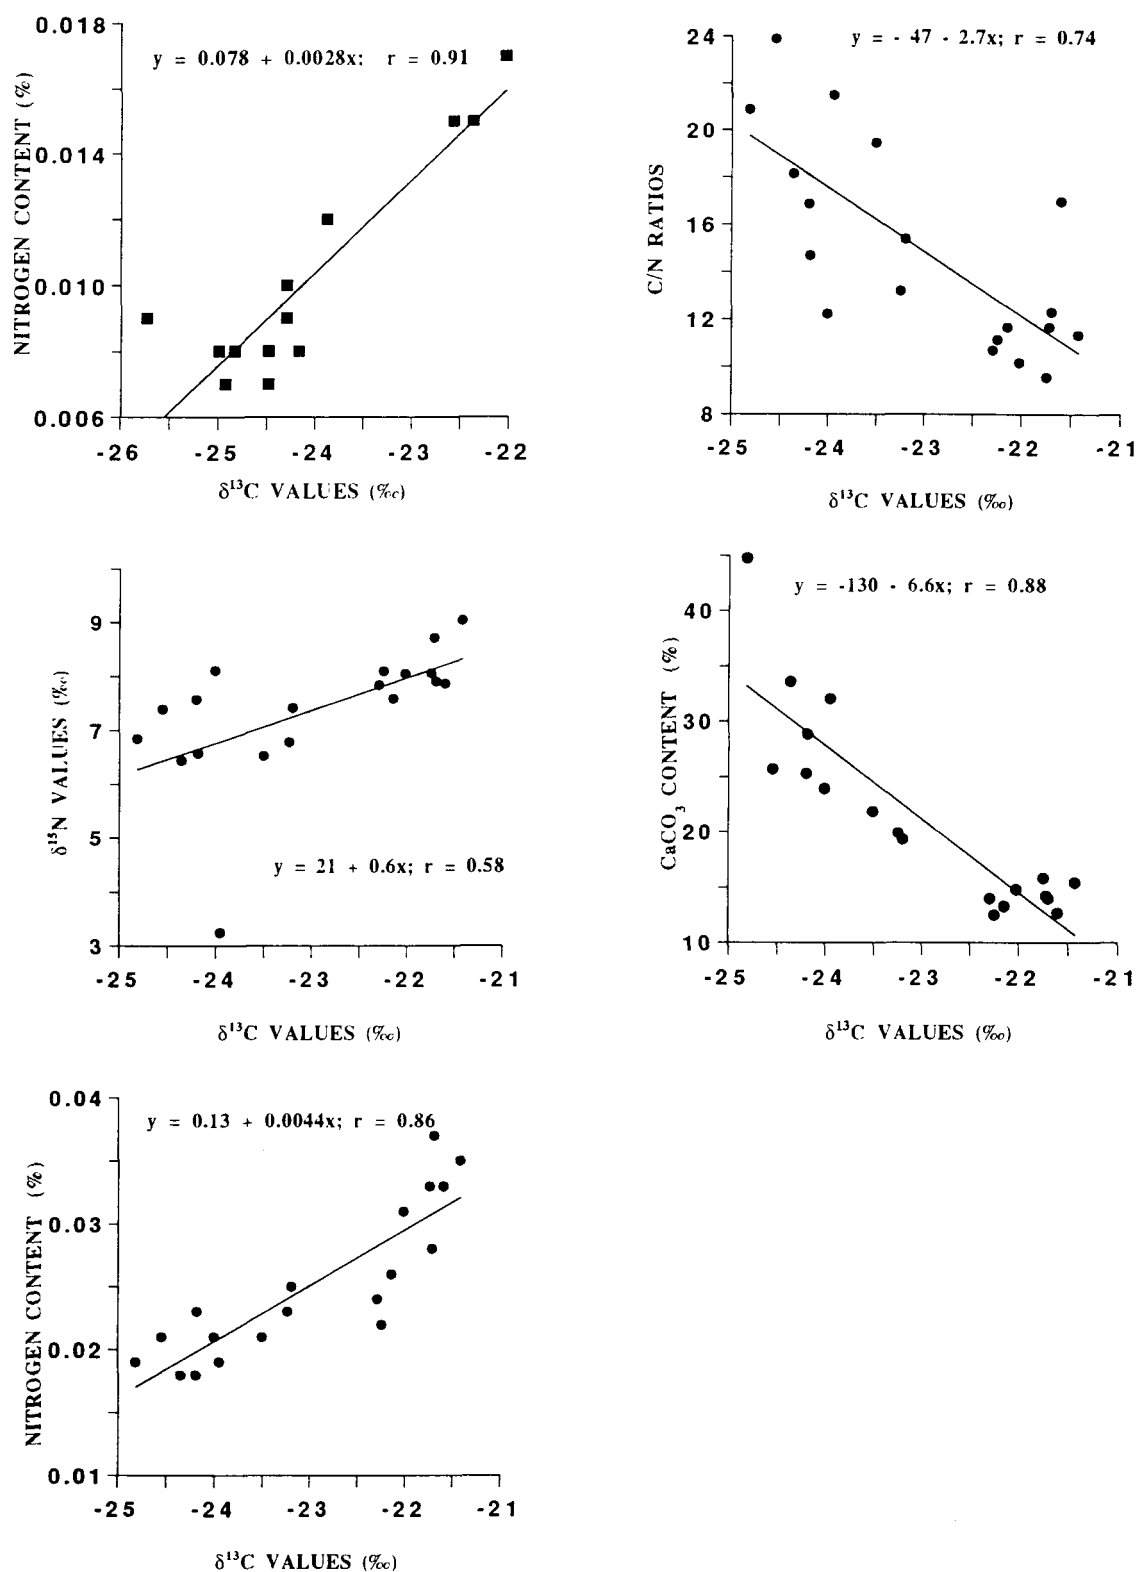 0.018
y = 0.078 + 0.0028x; r = 0.91
0.014
0.010
0.006
NITROGEN CONTENT (%)
-26 -25 -24 -23 -22
δ¹³C VALUES (‰)
24
y = - 47 - 2.7x; r = 0.74
20
16
12
8
C/N RATIOS
-25 -24 -23 -22 -21
δ¹³C VALUES (‰)
9
7
5
y = 21 + 0.6x; r = 0.58
3
δ¹⁵N VALUES (‰)
-25 -24 -23 -22 -21
δ¹³C VALUES (‰)
y = -130 - 6.6x; r = 0.88
40
30
20
10
CaCO₃ CONTENT (%)
-25 -24 -23 -22 -21
δ¹³C VALUES (‰)
0.04
y = 0.13 + 0.0044x; r = 0.86
0.03
0.02
0.01
NITROGEN CONTENT (%)
-25 -24 -23 -22 -21
δ¹³C VALUES (‰)